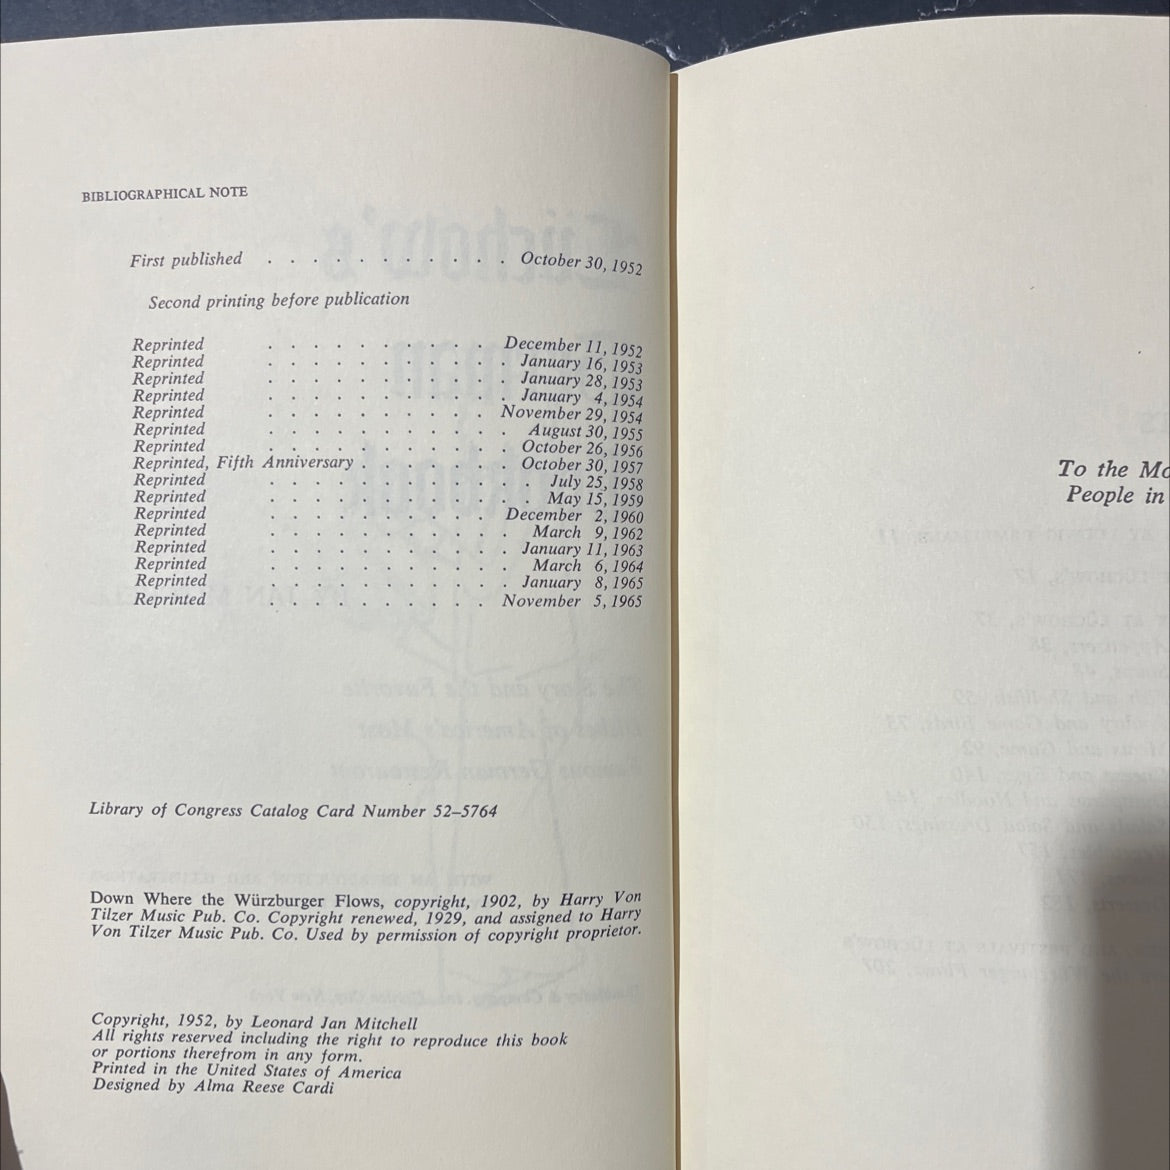 BIBLIOGRAPHICAL NOTE
First published . . . . . . . . . . . October 30, 1952
Second printing before publication
Reprinted . . . . . . . . . . December 11, 1952
Reprinted . . . . . . . . . . . January 16, 1953
Reprinted . . . . . . . . . . . January 28, 1953
Reprinted . . . . . . . . . . . January 4, 1954
Reprinted . . . . . . . . . . November 29, 1954
Reprinted . . . . . . . . . . . August 30, 1955
Reprinted . . . . . . . . . . . October 26, 1956
Reprinted, Fifth Anniversary . . . . . . . October 30, 1957
Reprinted . . . . . . . . . . . . July 25, 1958
Reprinted . . . . . . . . . . . . May 15, 1959
Reprinted . . . . . . . . . . December 2, 1960
Reprinted . . . . . . . . . . . March 9, 1962
Reprinted . . . . . . . . . . . January 11, 1963
Reprinted . . . . . . . . . . . March 6, 1964
Reprinted . . . . . . . . . . . January 8, 1965
Reprinted . . . . . . . . . . November 5, 1965
Library of Congress Catalog Card Number 52–5764
Down Where the Würzburger Flows, copyright, 1902, by Harry Von
Tilzer Music Pub. Co. Copyright renewed, 1929, and assigned to Harry
Von Tilzer Music Pub. Co. Used by permission of copyright proprietor.
Copyright, 1952, by Leonard Jan Mitchell
All rights reserved including the right to reproduce this book
or portions therefrom in any form.
Printed in the United States of America
Designed by Alma Reese Cardi
To the Mo
People in